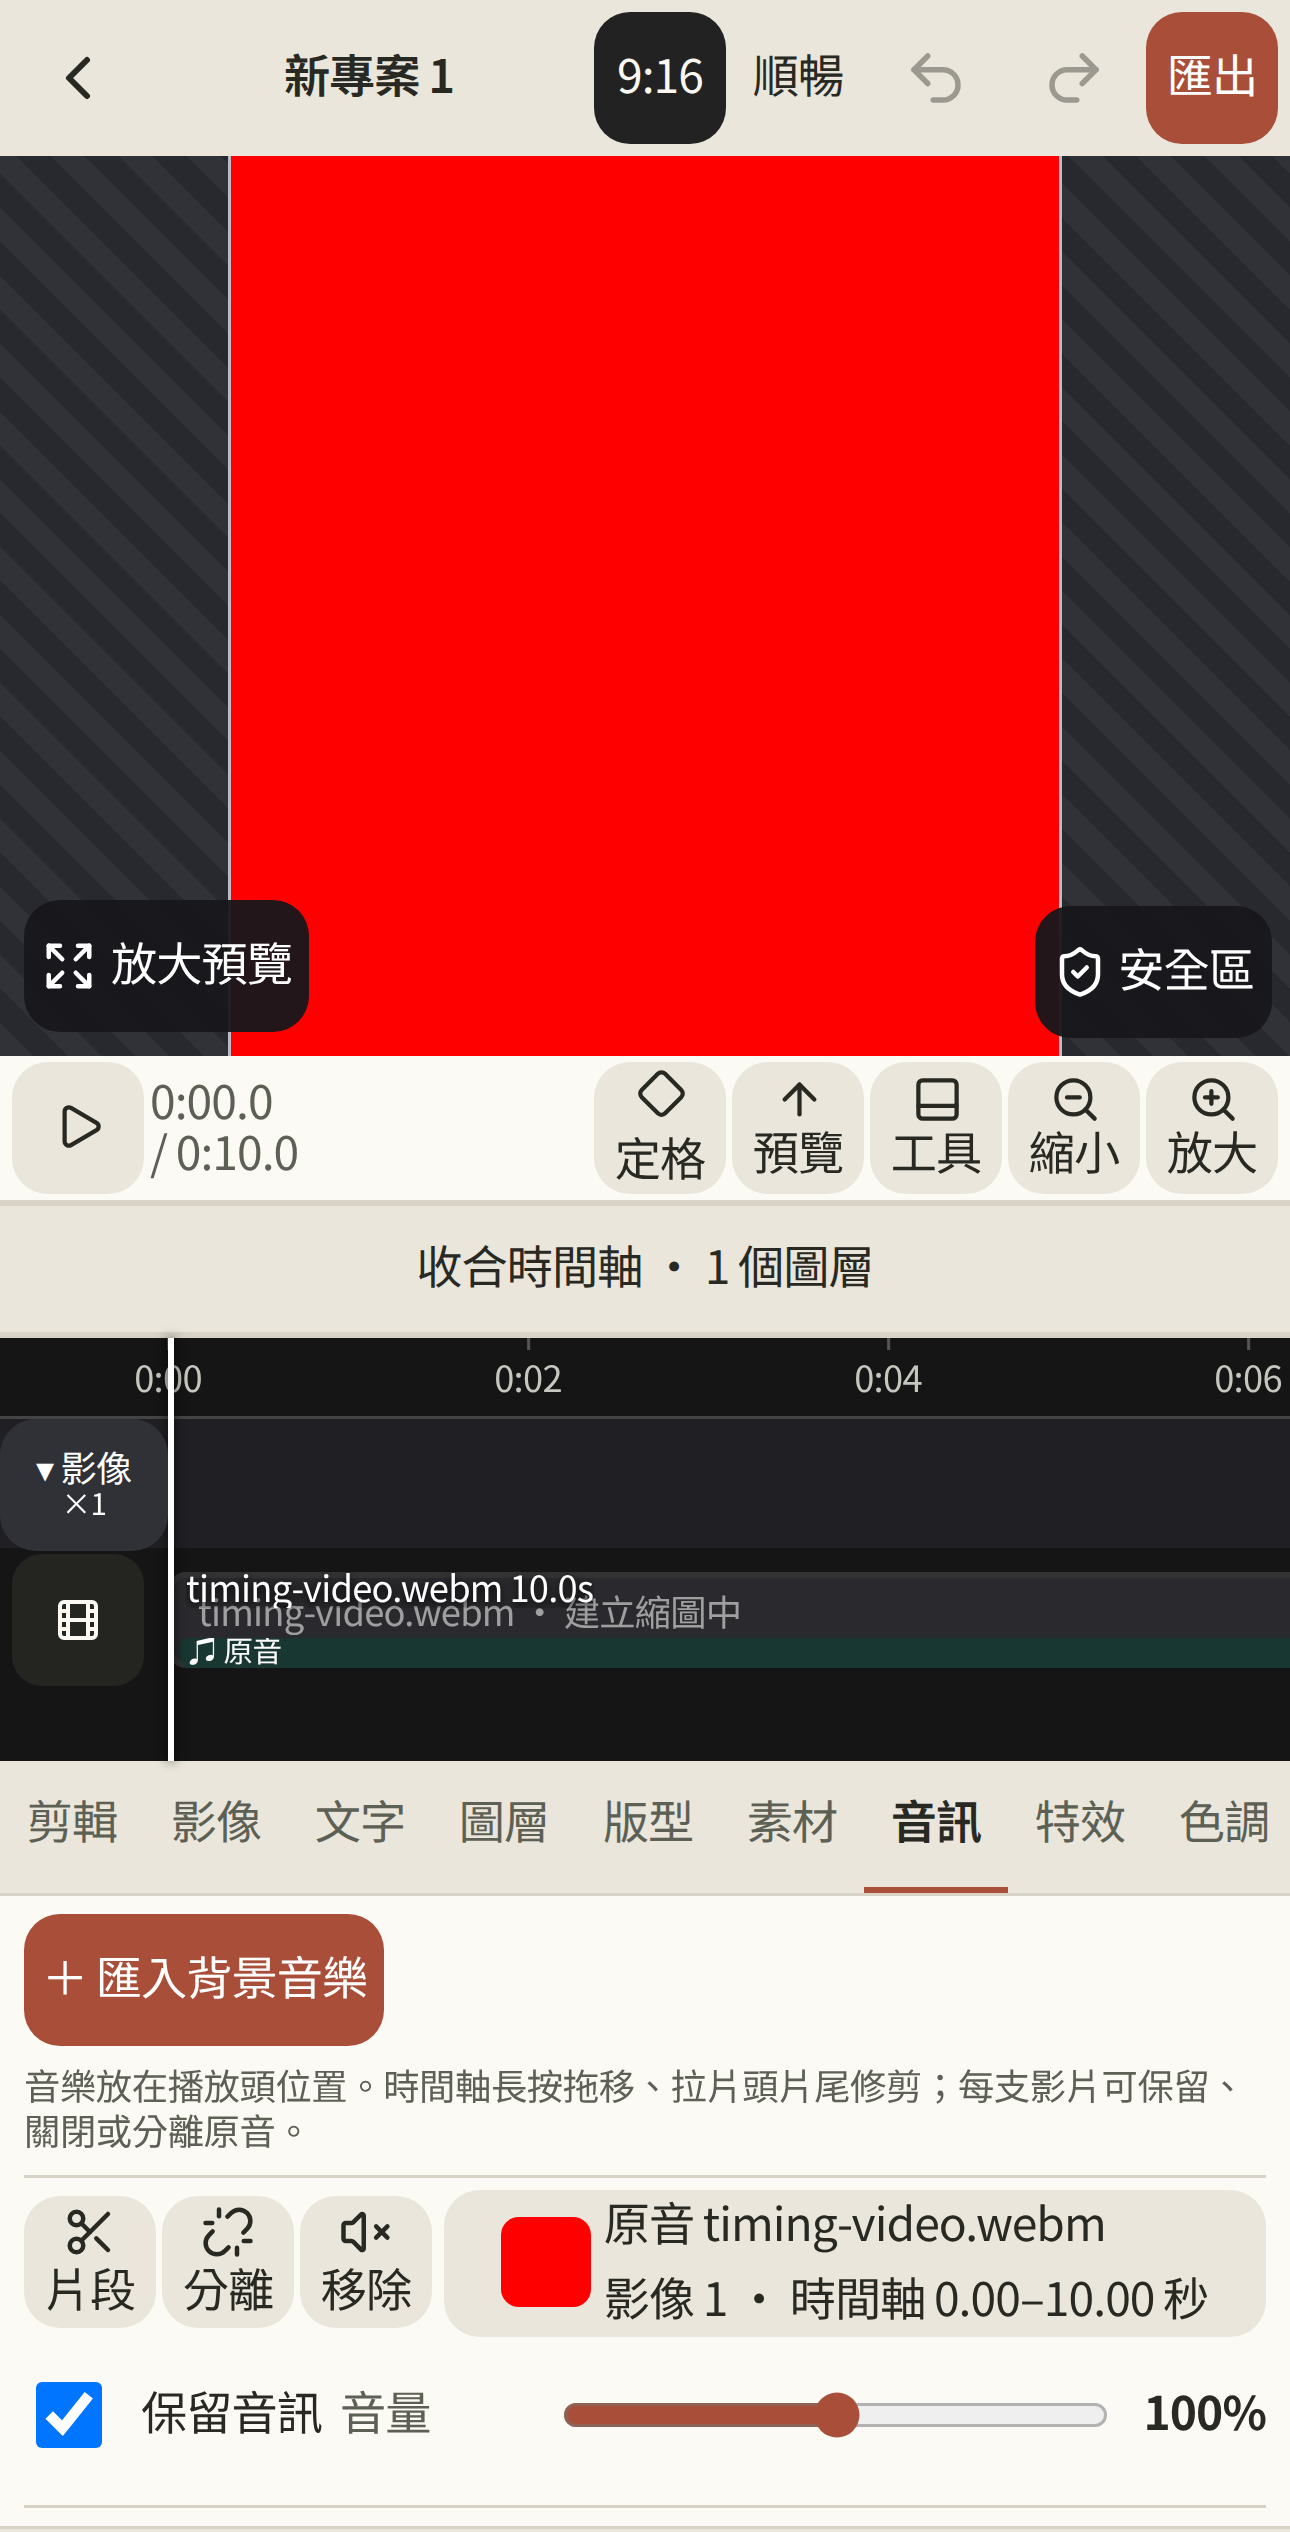 新專案 1
9:16
順暢
匯出
放大預覽
安全區
0:00.0
/ 0:10.0
定格
預覽
工具
縮小
放大
收合時間軸 · 1 個圖層
0:00
0:02
0:04
0:06
▾ 影像
×1
timing-video.webm 10.0s
timing-video.webm · 建立縮圖中
♫ 原音
剪輯
影像
文字
圖層
版型
素材
音訊
特效
色調
＋ 匯入背景音樂
音樂放在播放頭位置。時間軸長按拖移、拉片頭片尾修剪；每支影片可保留、
關閉或分離原音。
片段
分離
移除
原音 timing-video.webm
影像 1 · 時間軸 0.00–10.00 秒
保留音訊
音量
100%